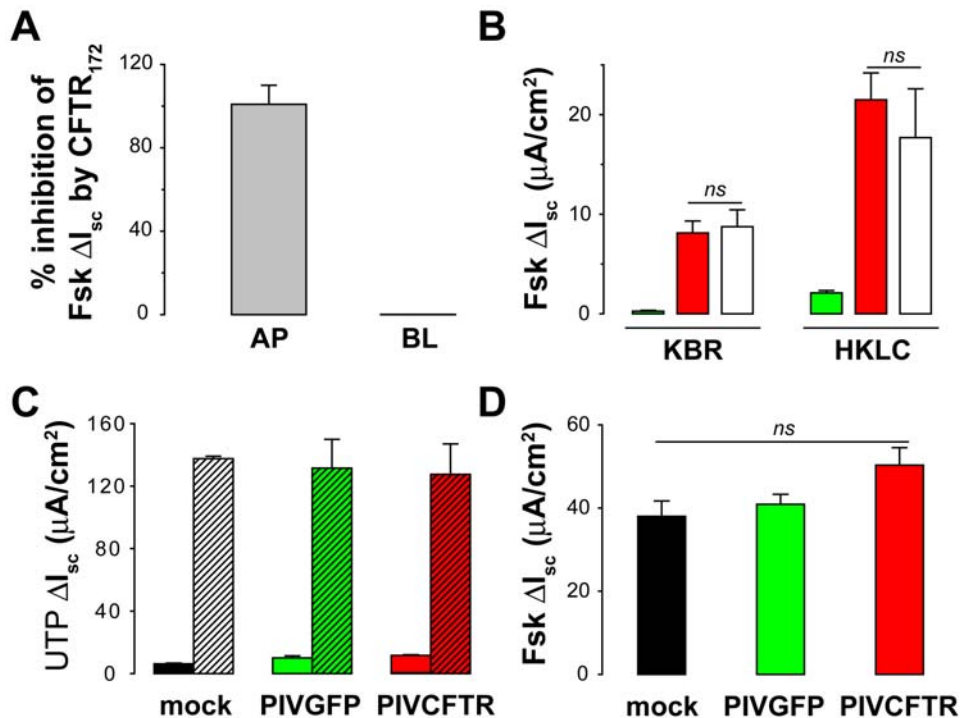 A
% inhibition of
Fsk ΔIsc by CFTR172
120
80
40
0
AP BL
B
Fsk ΔIsc (μA/cm2)
20
10
0
ns
ns
KBR HKLC
C
UTP ΔIsc (μA/cm2)
160
120
80
40
0
mock PIVGFP PIVCFTR
D
Fsk ΔIsc (μA/cm2)
60
40
20
0
ns
mock PIVGFP PIVCFTR